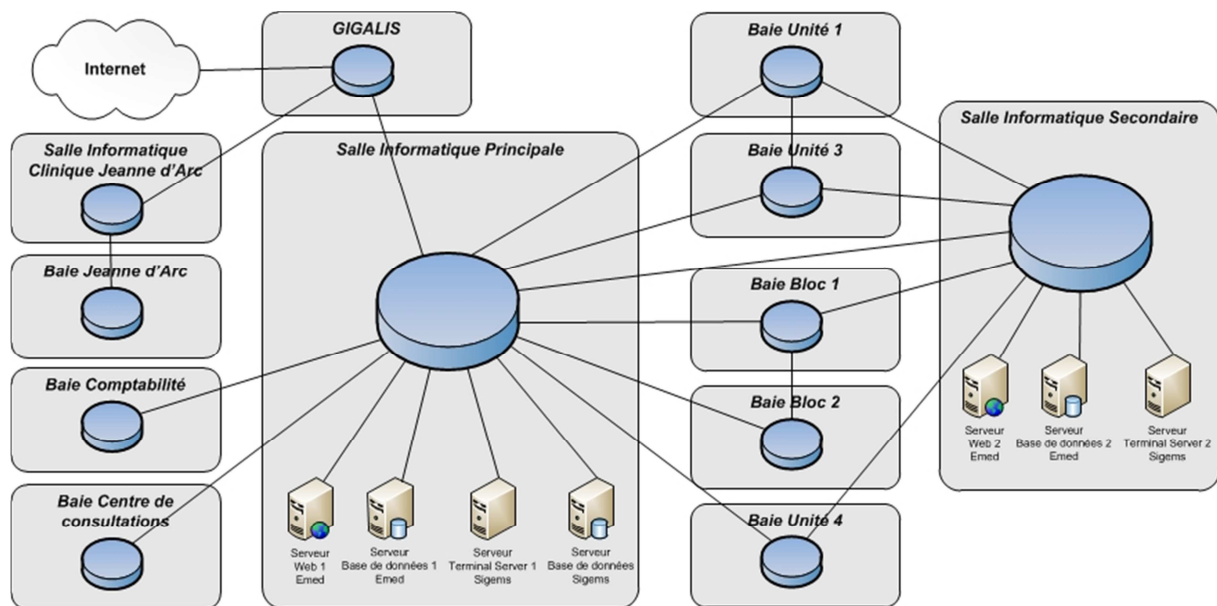 Internet
GIGALIS
Salle Informatique
Clinique Jeanne d'Arc
Baie Jeanne d'Arc
Baie Comptabilité
Baie Centre de
consultations
Salle Informatique Principale
Serveur
Web 1
Emed
Serveur
Base de données 1
Emed
Serveur
Terminal Server 1
Sigems
Serveur
Base de données
Sigems
Baie Unité 1
Baie Unité 3
Baie Bloc 1
Baie Bloc 2
Baie Unité 4
Salle Informatique Secondaire
Serveur
Web 2
Emed
Serveur
Base de données 2
Emed
Serveur
Terminal Server 2
Sigems